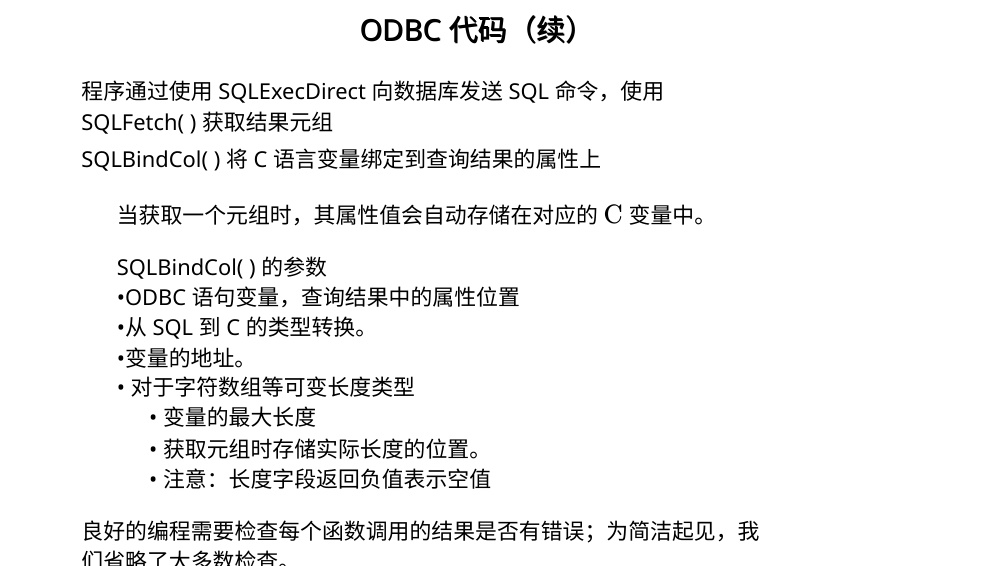 ODBC 代码（续）
程序通过使用 SQLExecDirect 向数据库发送 SQL 命令，使用
SQLFetch( ) 获取结果元组
SQLBindCol( ) 将 C 语言变量绑定到查询结果的属性上
当获取一个元组时，其属性值会自动存储在对应的 C 变量中。
SQLBindCol( ) 的参数
•ODBC 语句变量，查询结果中的属性位置
•从 SQL 到 C 的类型转换。
•变量的地址。
• 对于字符数组等可变长度类型
• 变量的最大长度
• 获取元组时存储实际长度的位置。
• 注意：长度字段返回负值表示空值
良好的编程需要检查每个函数调用的结果是否有错误；为简洁起见，我
们省略了大多数检查。